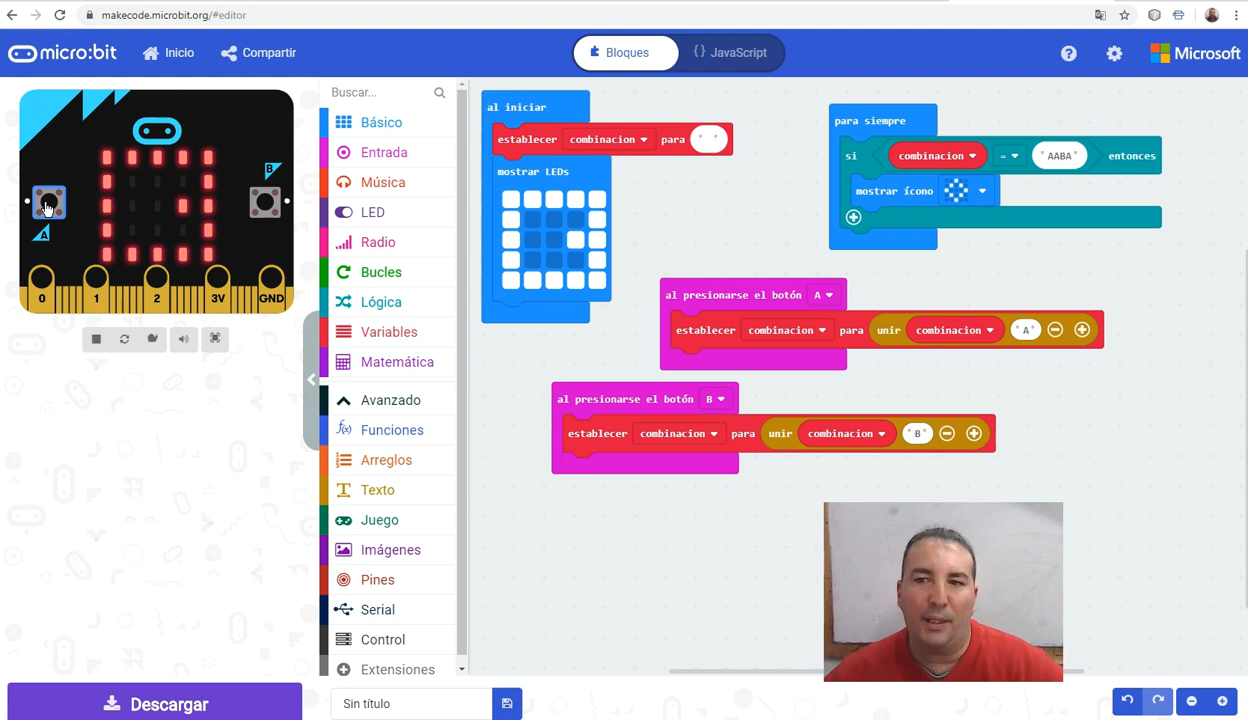 makecode.microbit.org/#editor
micro:bit
Inicio
Compartir
Bloques
{} JavaScript
?
Microsoft
B
A
0 1 2 3V GND
Buscar...
Básico
Entrada
Música
LED
Radio
Bucles
Lógica
Variables
Matemática
Avanzado
Funciones
Arreglos
Texto
Juego
Imágenes
Pines
Serial
Control
Extensiones
al iniciar
establecer combinacion para " "
mostrar LEDs
para siempre
si combinacion = "AABA" entonces
mostrar ícono
al presionarse el botón A
establecer combinacion para unir combinacion "A"
al presionarse el botón B
establecer combinacion para unir combinacion "B"
Descargar
Sin título